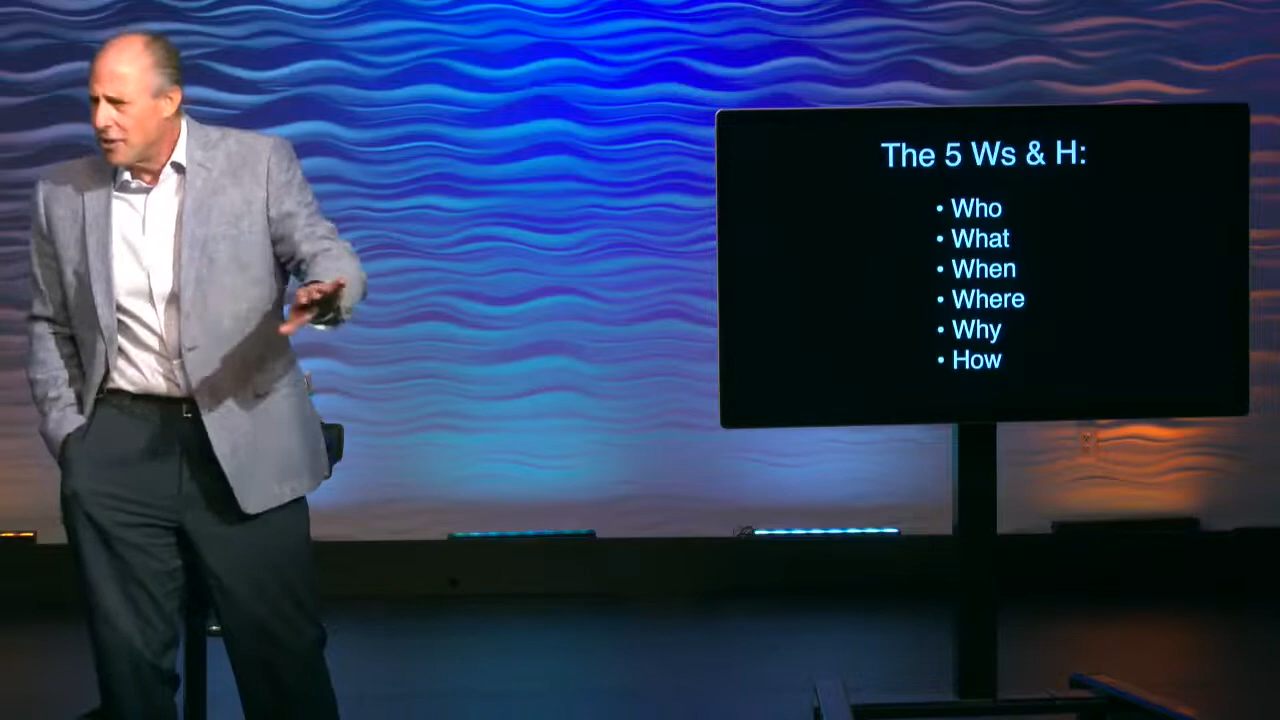 The 5 Ws & H:
• Who
• What
• When
• Where
• Why
• How